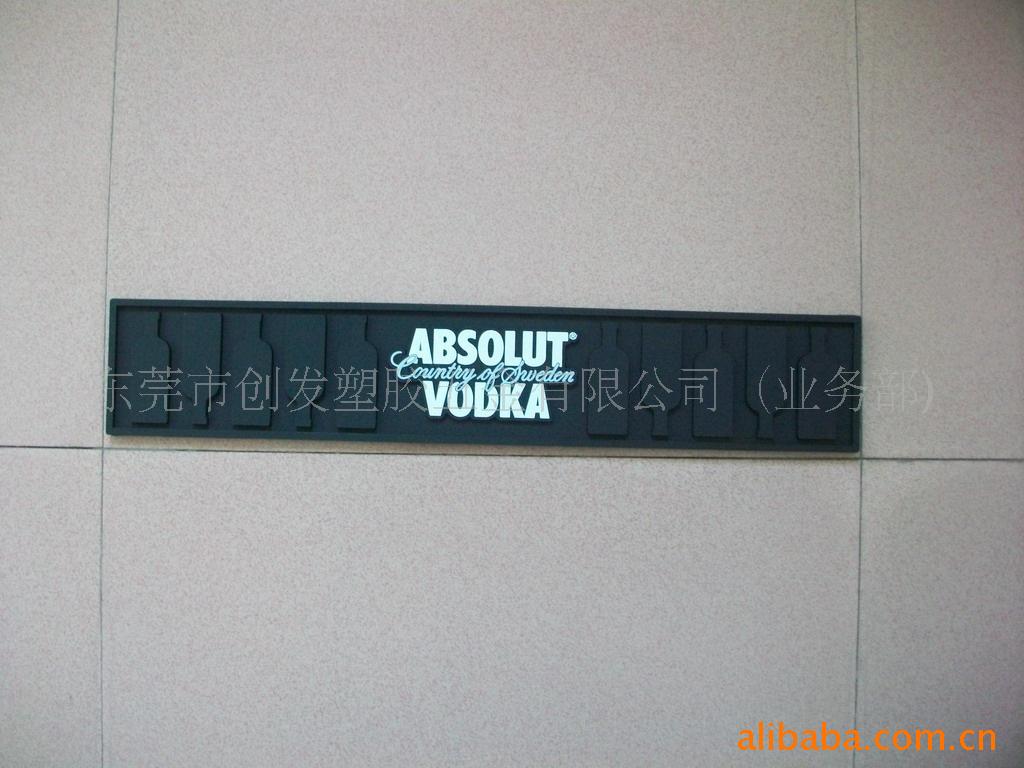 ABSOLUT®
Country of Sweden
VODKA
东莞市创发塑胶 有限公司（业务部)
alibaba.com.cn